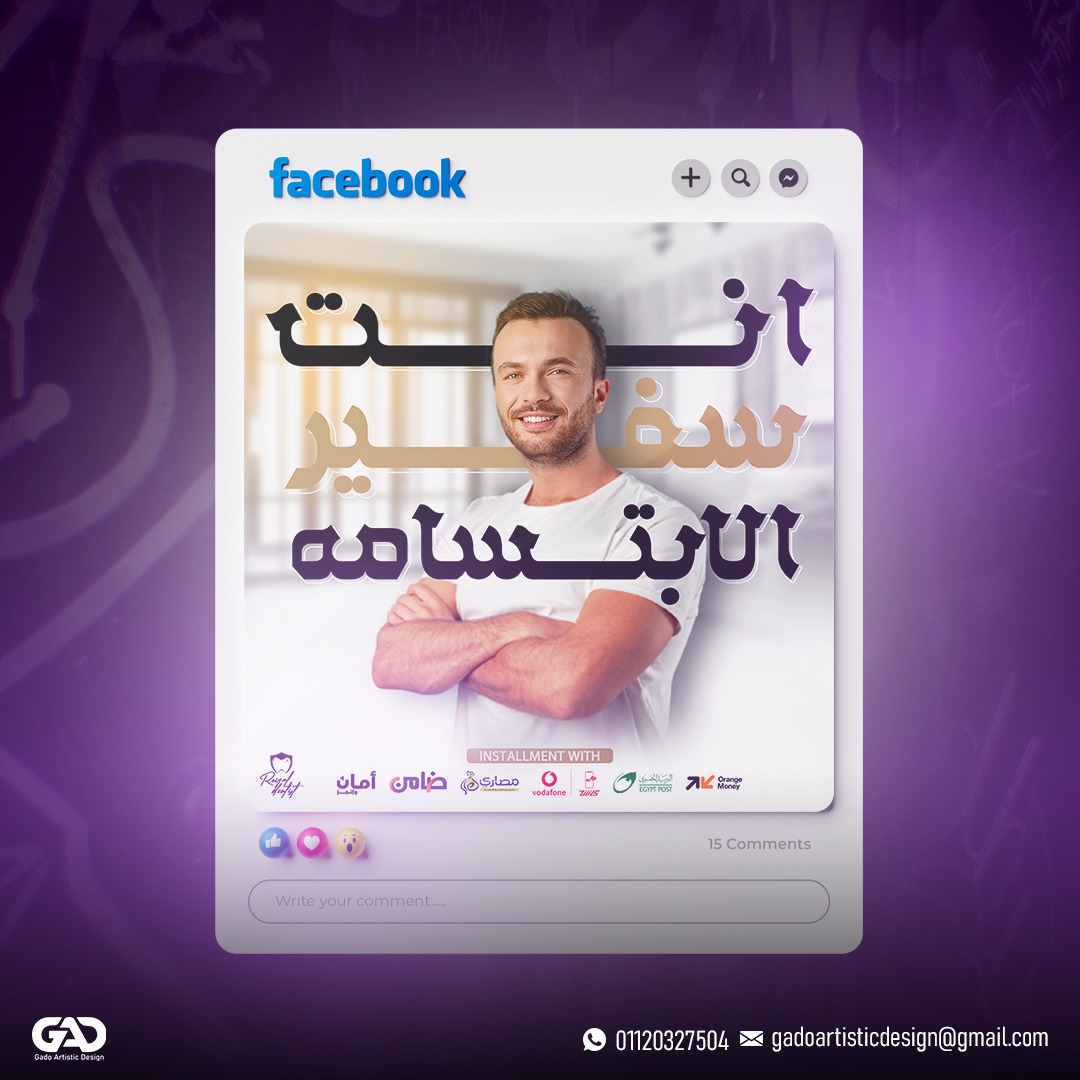 facebook
انت
سفير
الابتسامه
INSTALLMENT WITH
Royal dentist
أمان
ضامن
مصاري
vodafone
كاش
البريد المصري
EGYPT POST
Orange Money
15 Comments
Write your comment.....
GAD
Gado Artistic Design
01120327504
gadoartisticdesign@gmail.com